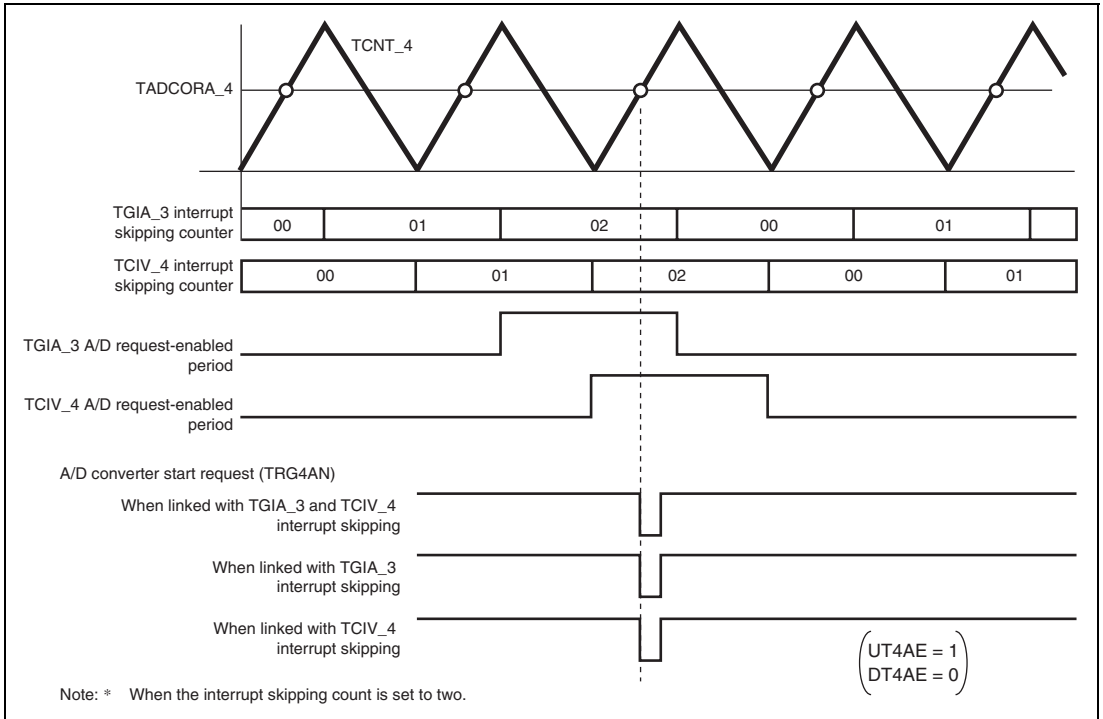 TCNT_4
TADCORA_4
TGIA_3 interrupt
skipping counter
00 01 02 00 01
TCIV_4 interrupt
skipping counter
00 01 02 00 01
TGIA_3 A/D request-enabled
period
TCIV_4 A/D request-enabled
period
A/D converter start request (TRG4AN)
When linked with TGIA_3 and TCIV_4
interrupt skipping
When linked with TGIA_3
interrupt skipping
When linked with TCIV_4
interrupt skipping
UT4AE = 1
DT4AE = 0
Note: * When the interrupt skipping count is set to two.